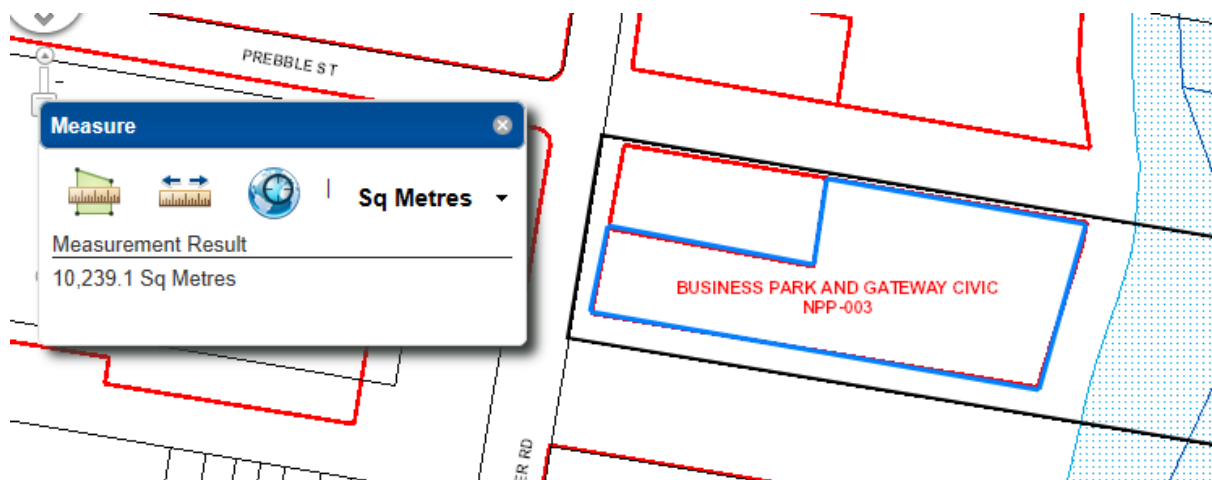 PREBBLE ST
Measure
Sq Metres
Measurement Result
10,239.1 Sq Metres
BUSINESS PARK AND GATEWAY CIVIC
NPP-003
ER RD